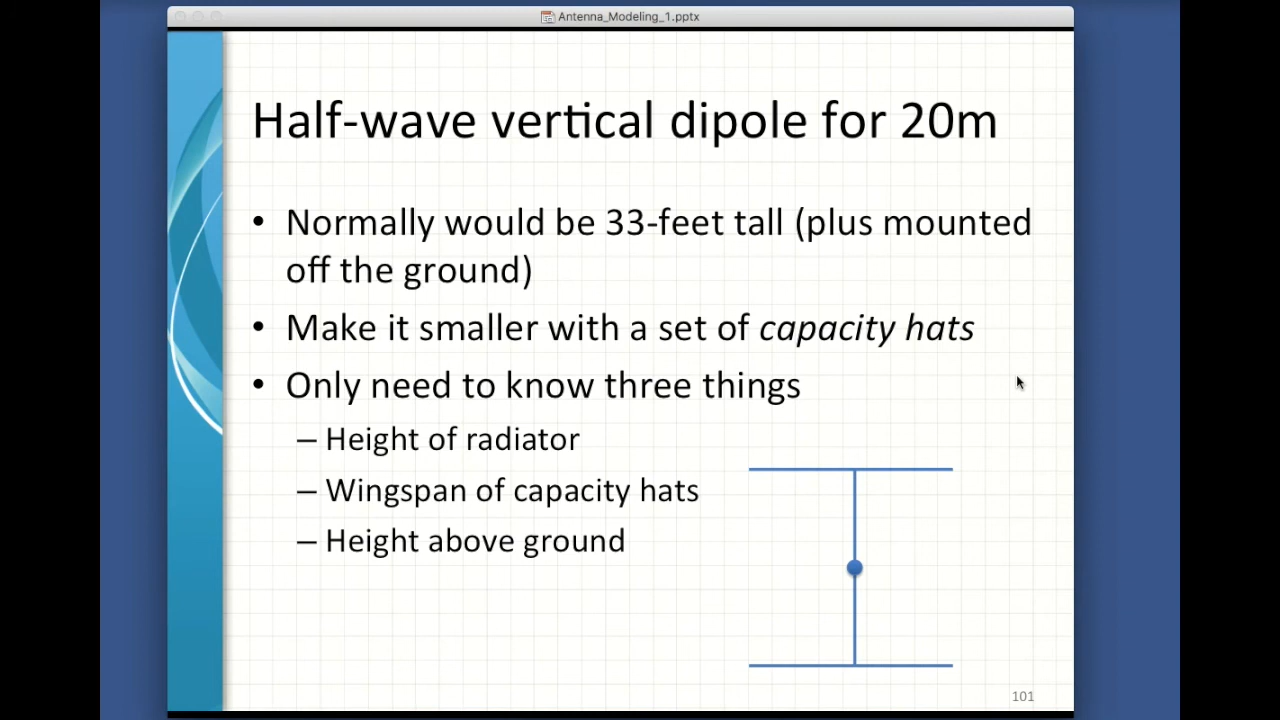 Antenna_Modeling_1.pptx
Half-wave vertical dipole for 20m
• Normally would be 33-feet tall (plus mounted
off the ground)
• Make it smaller with a set of capacity hats
• Only need to know three things
– Height of radiator
– Wingspan of capacity hats
– Height above ground
101